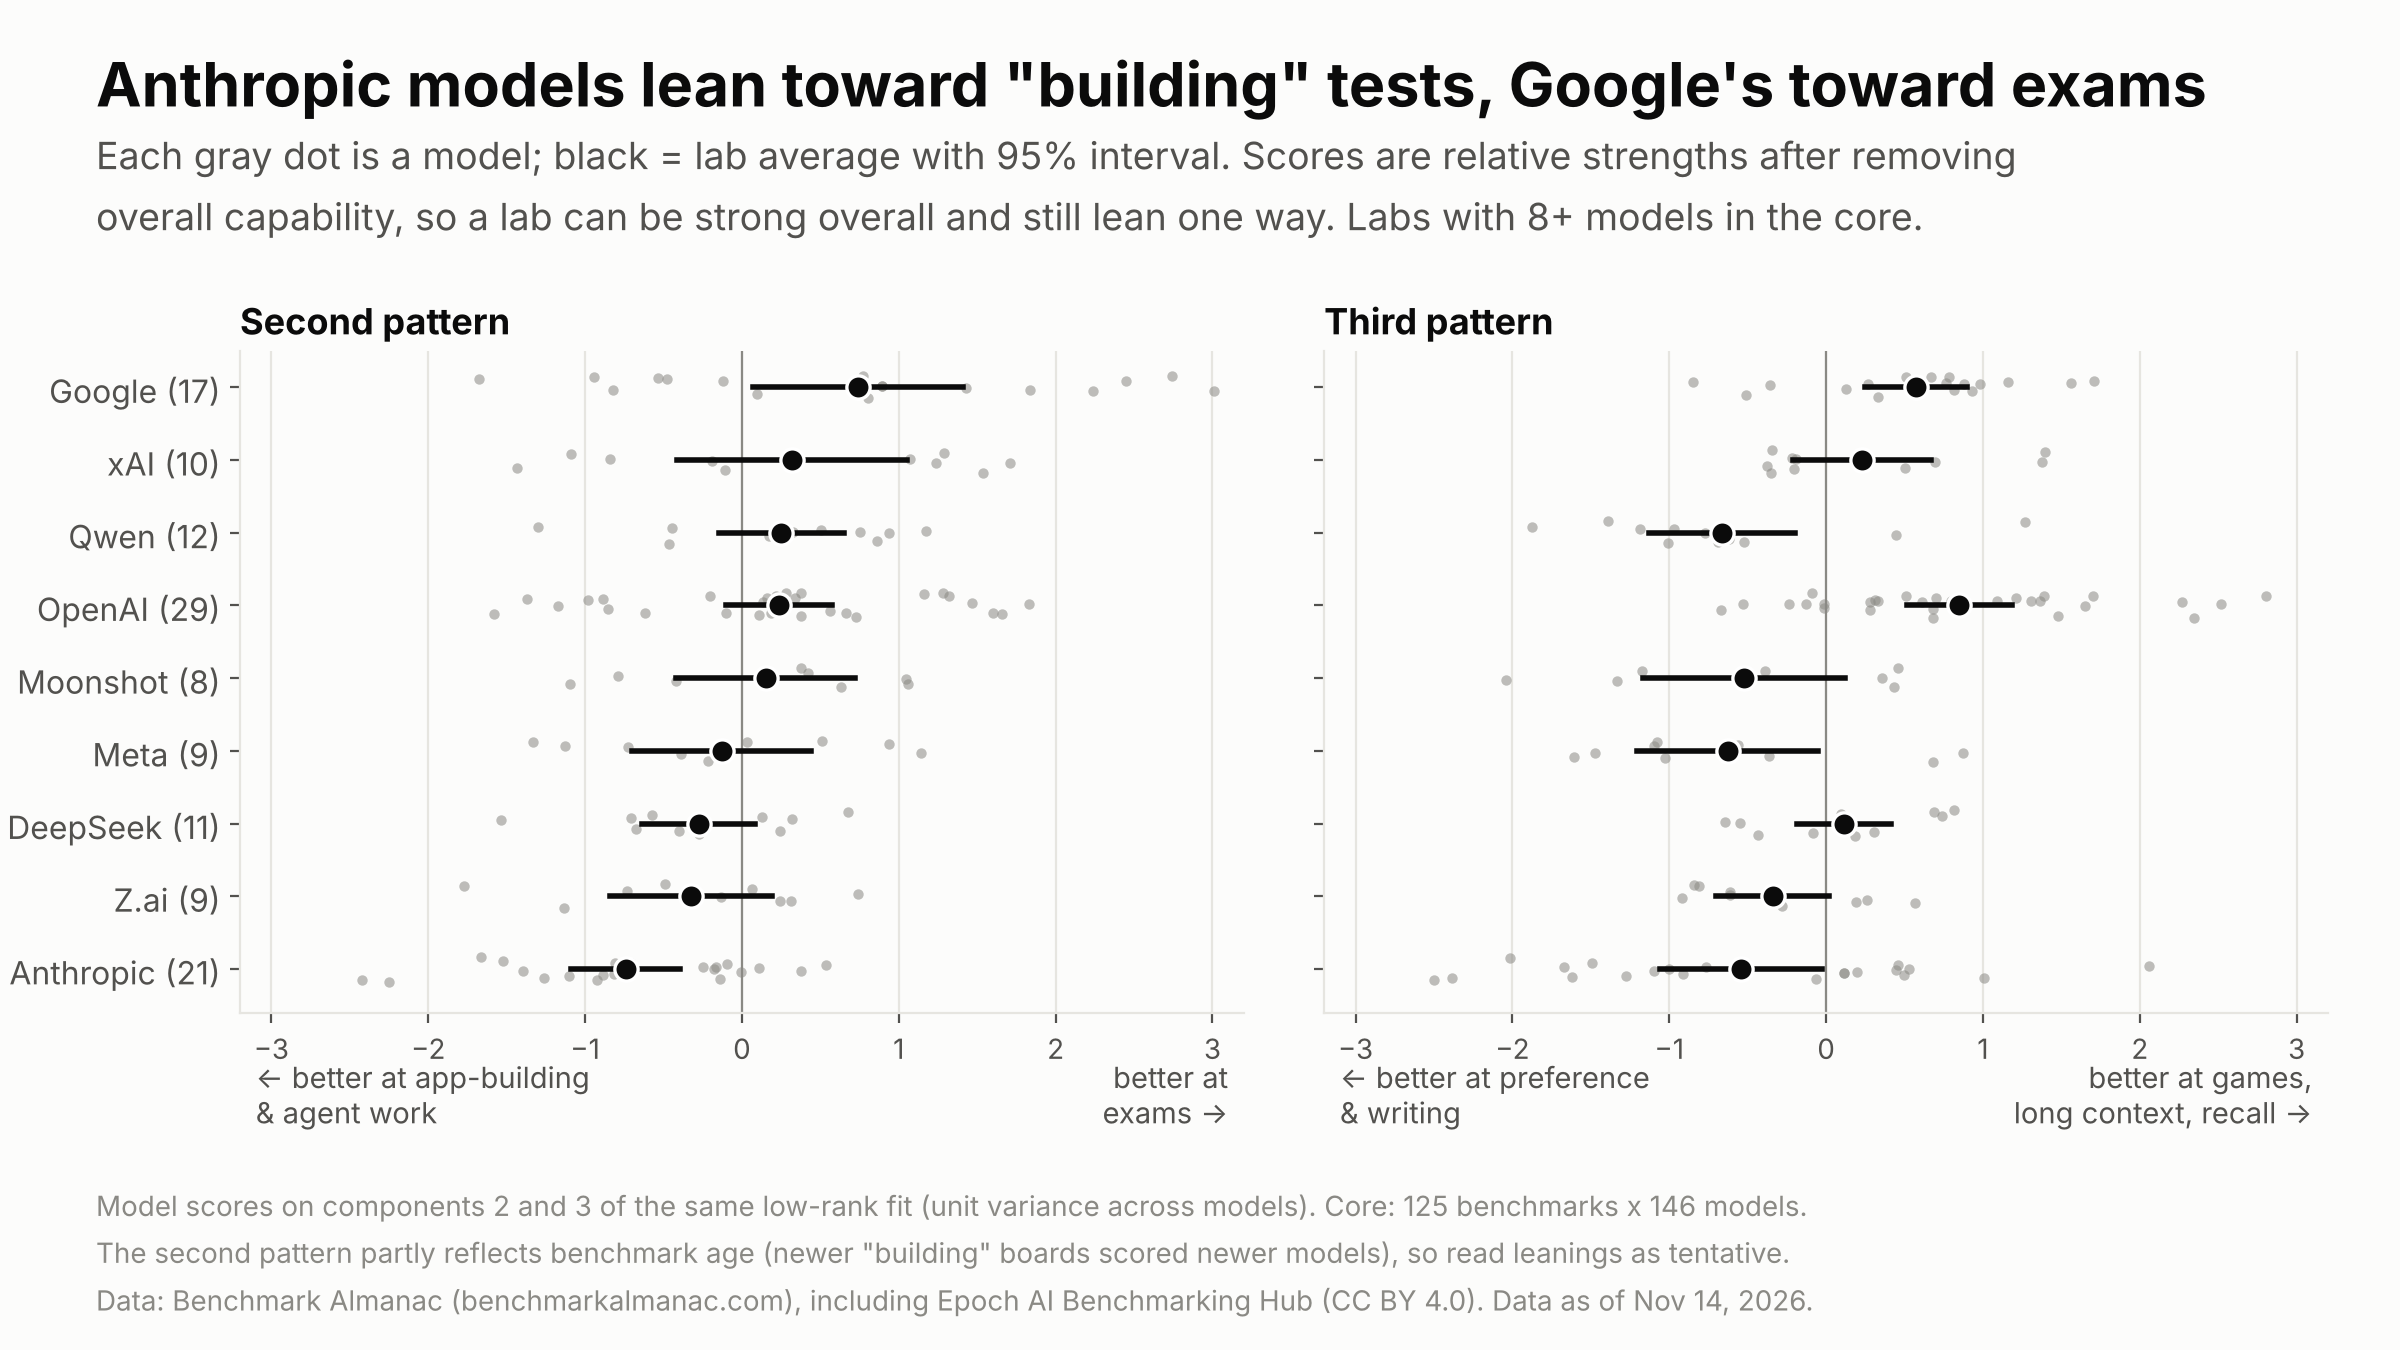 Anthropic models lean toward "building" tests, Google's toward exams
Each gray dot is a model; black = lab average with 95% interval. Scores are relative strengths after removing
overall capability, so a lab can be strong overall and still lean one way. Labs with 8+ models in the core.
Second pattern
Google (17)
xAI (10)
Qwen (12)
OpenAI (29)
Moonshot (8)
Meta (9)
DeepSeek (11)
Z.ai (9)
Anthropic (21)
−3 −2 −1 0 1 2 3
← better at app-building
& agent work
better at
exams →
Third pattern
−3 −2 −1 0 1 2 3
← better at preference
& writing
better at games,
long context, recall →
Model scores on components 2 and 3 of the same low-rank fit (unit variance across models). Core: 125 benchmarks x 146 models.
The second pattern partly reflects benchmark age (newer "building" boards scored newer models), so read leanings as tentative.
Data: Benchmark Almanac (benchmarkalmanac.com), including Epoch AI Benchmarking Hub (CC BY 4.0). Data as of Nov 14, 2026.